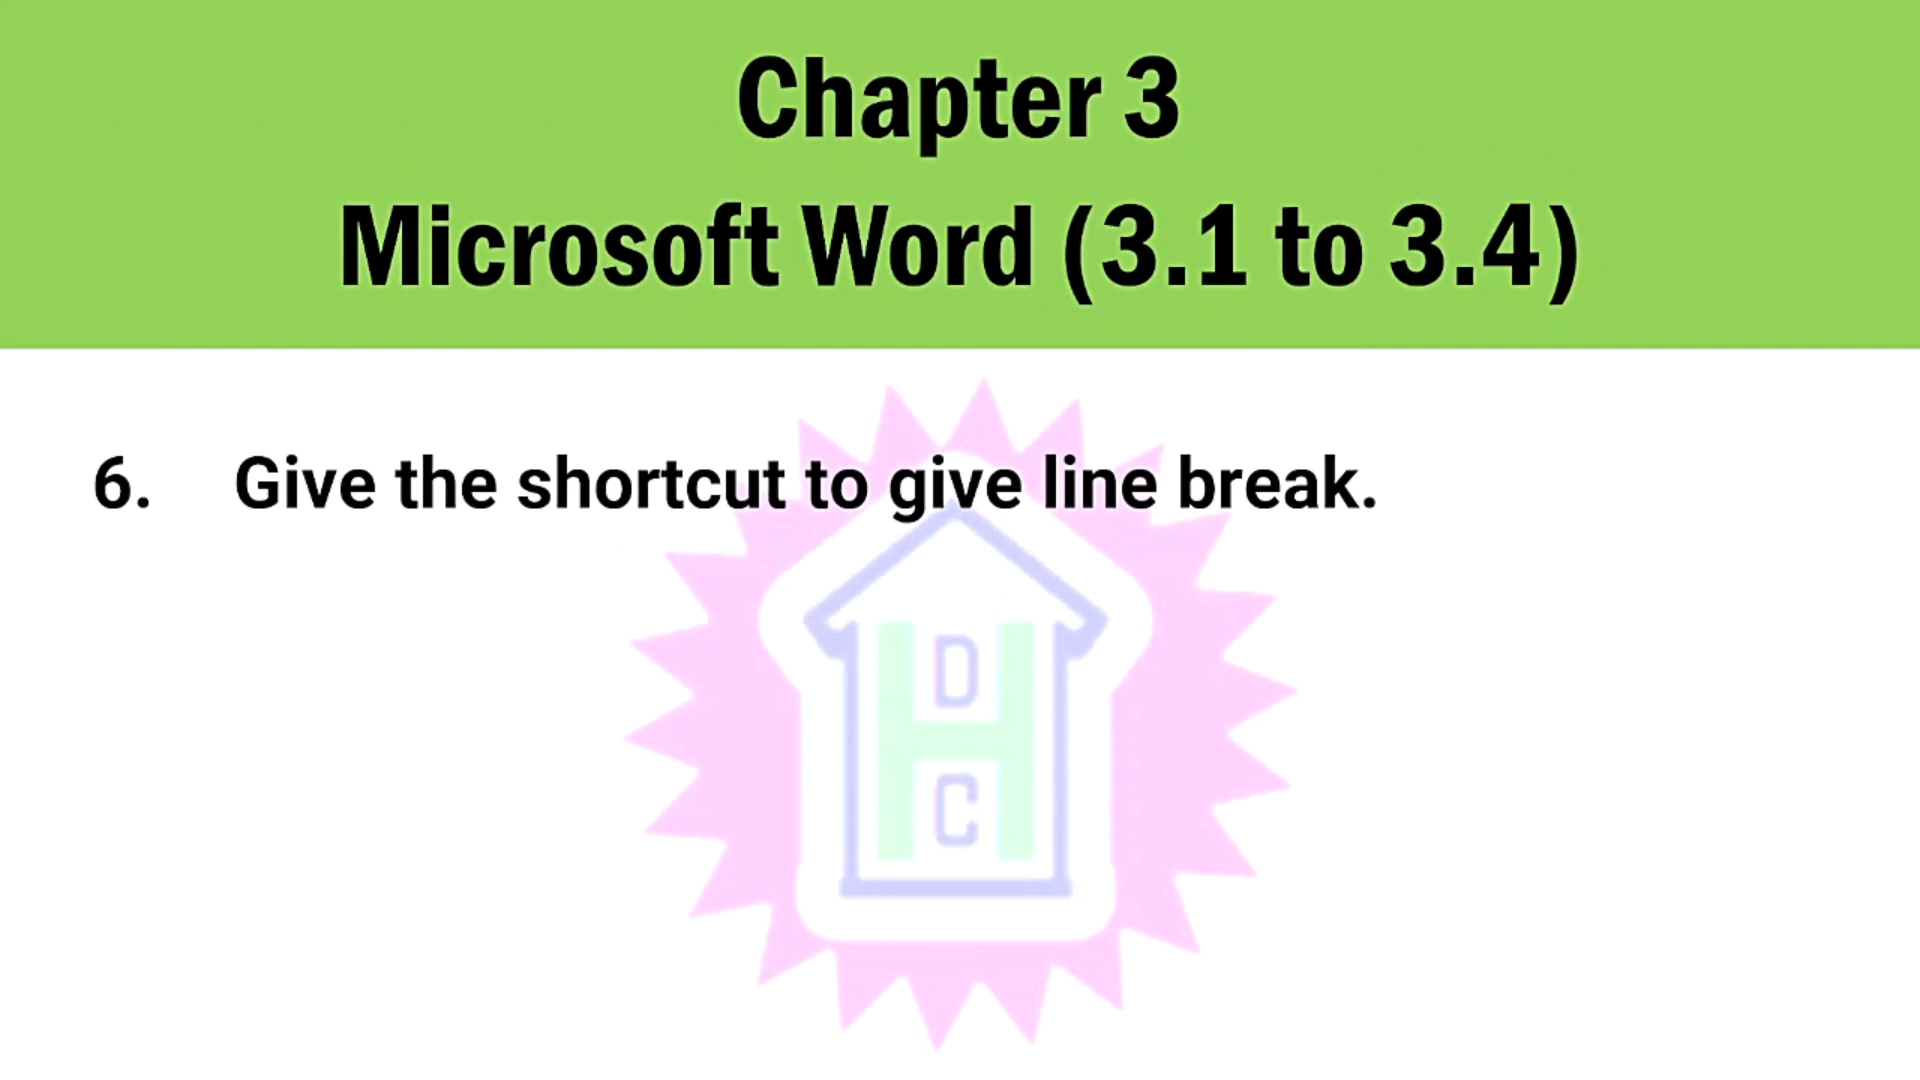 Chapter 3
Microsoft Word (3.1 to 3.4)
6. Give the shortcut to give line break.
D
H
C